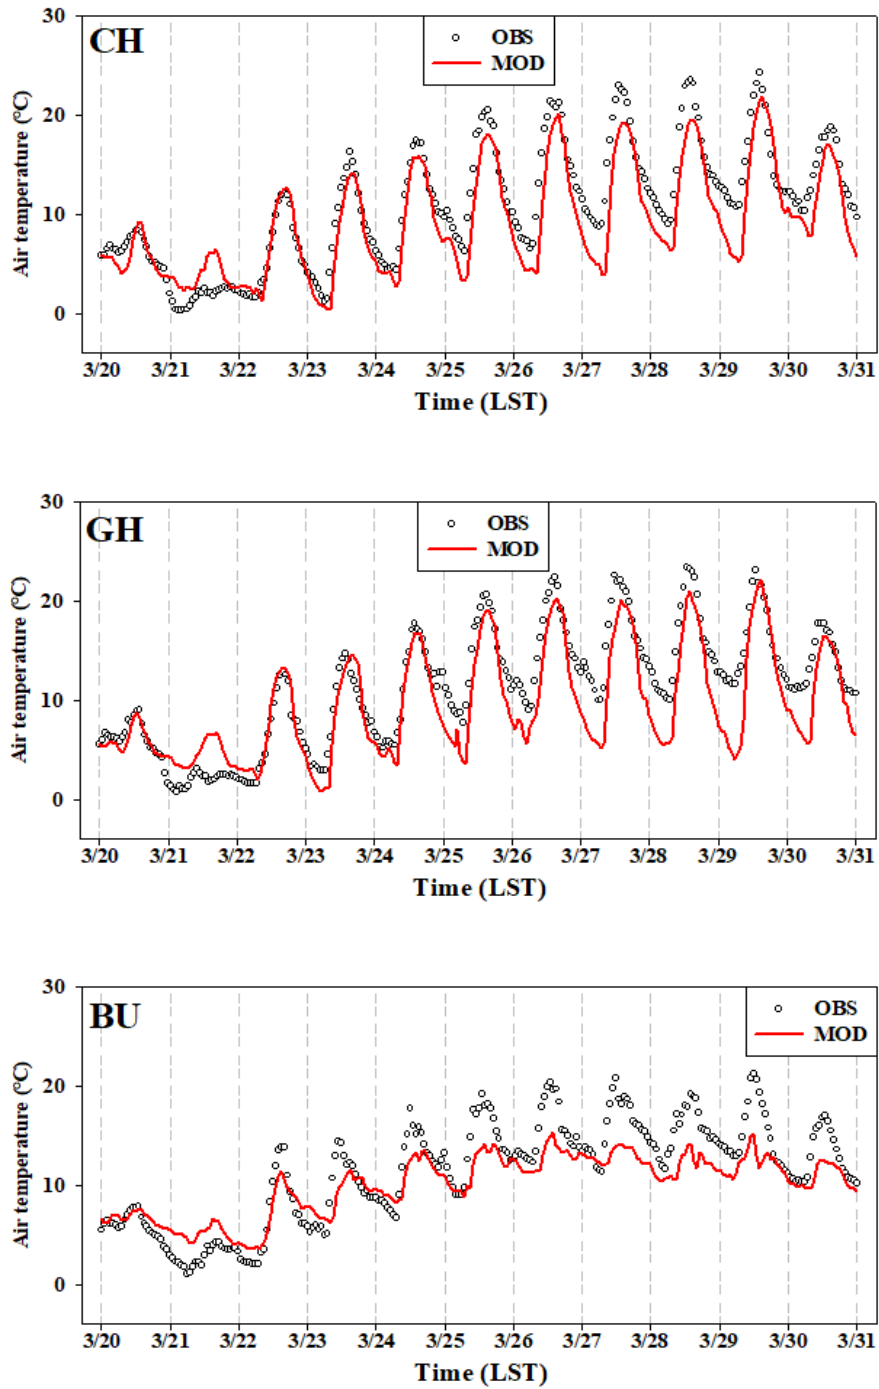 CH
OBS
MOD
Air temperature (°C)
30
20
10
0
3/20 3/21 3/22 3/23 3/24 3/25 3/26 3/27 3/28 3/29 3/30 3/31
Time (LST)
GH
OBS
MOD
Air temperature (°C)
30
20
10
0
3/20 3/21 3/22 3/23 3/24 3/25 3/26 3/27 3/28 3/29 3/30 3/31
Time (LST)
BU
OBS
MOD
Air temperature (°C)
30
20
10
0
3/20 3/21 3/22 3/23 3/24 3/25 3/26 3/27 3/28 3/29 3/30 3/31
Time (LST)